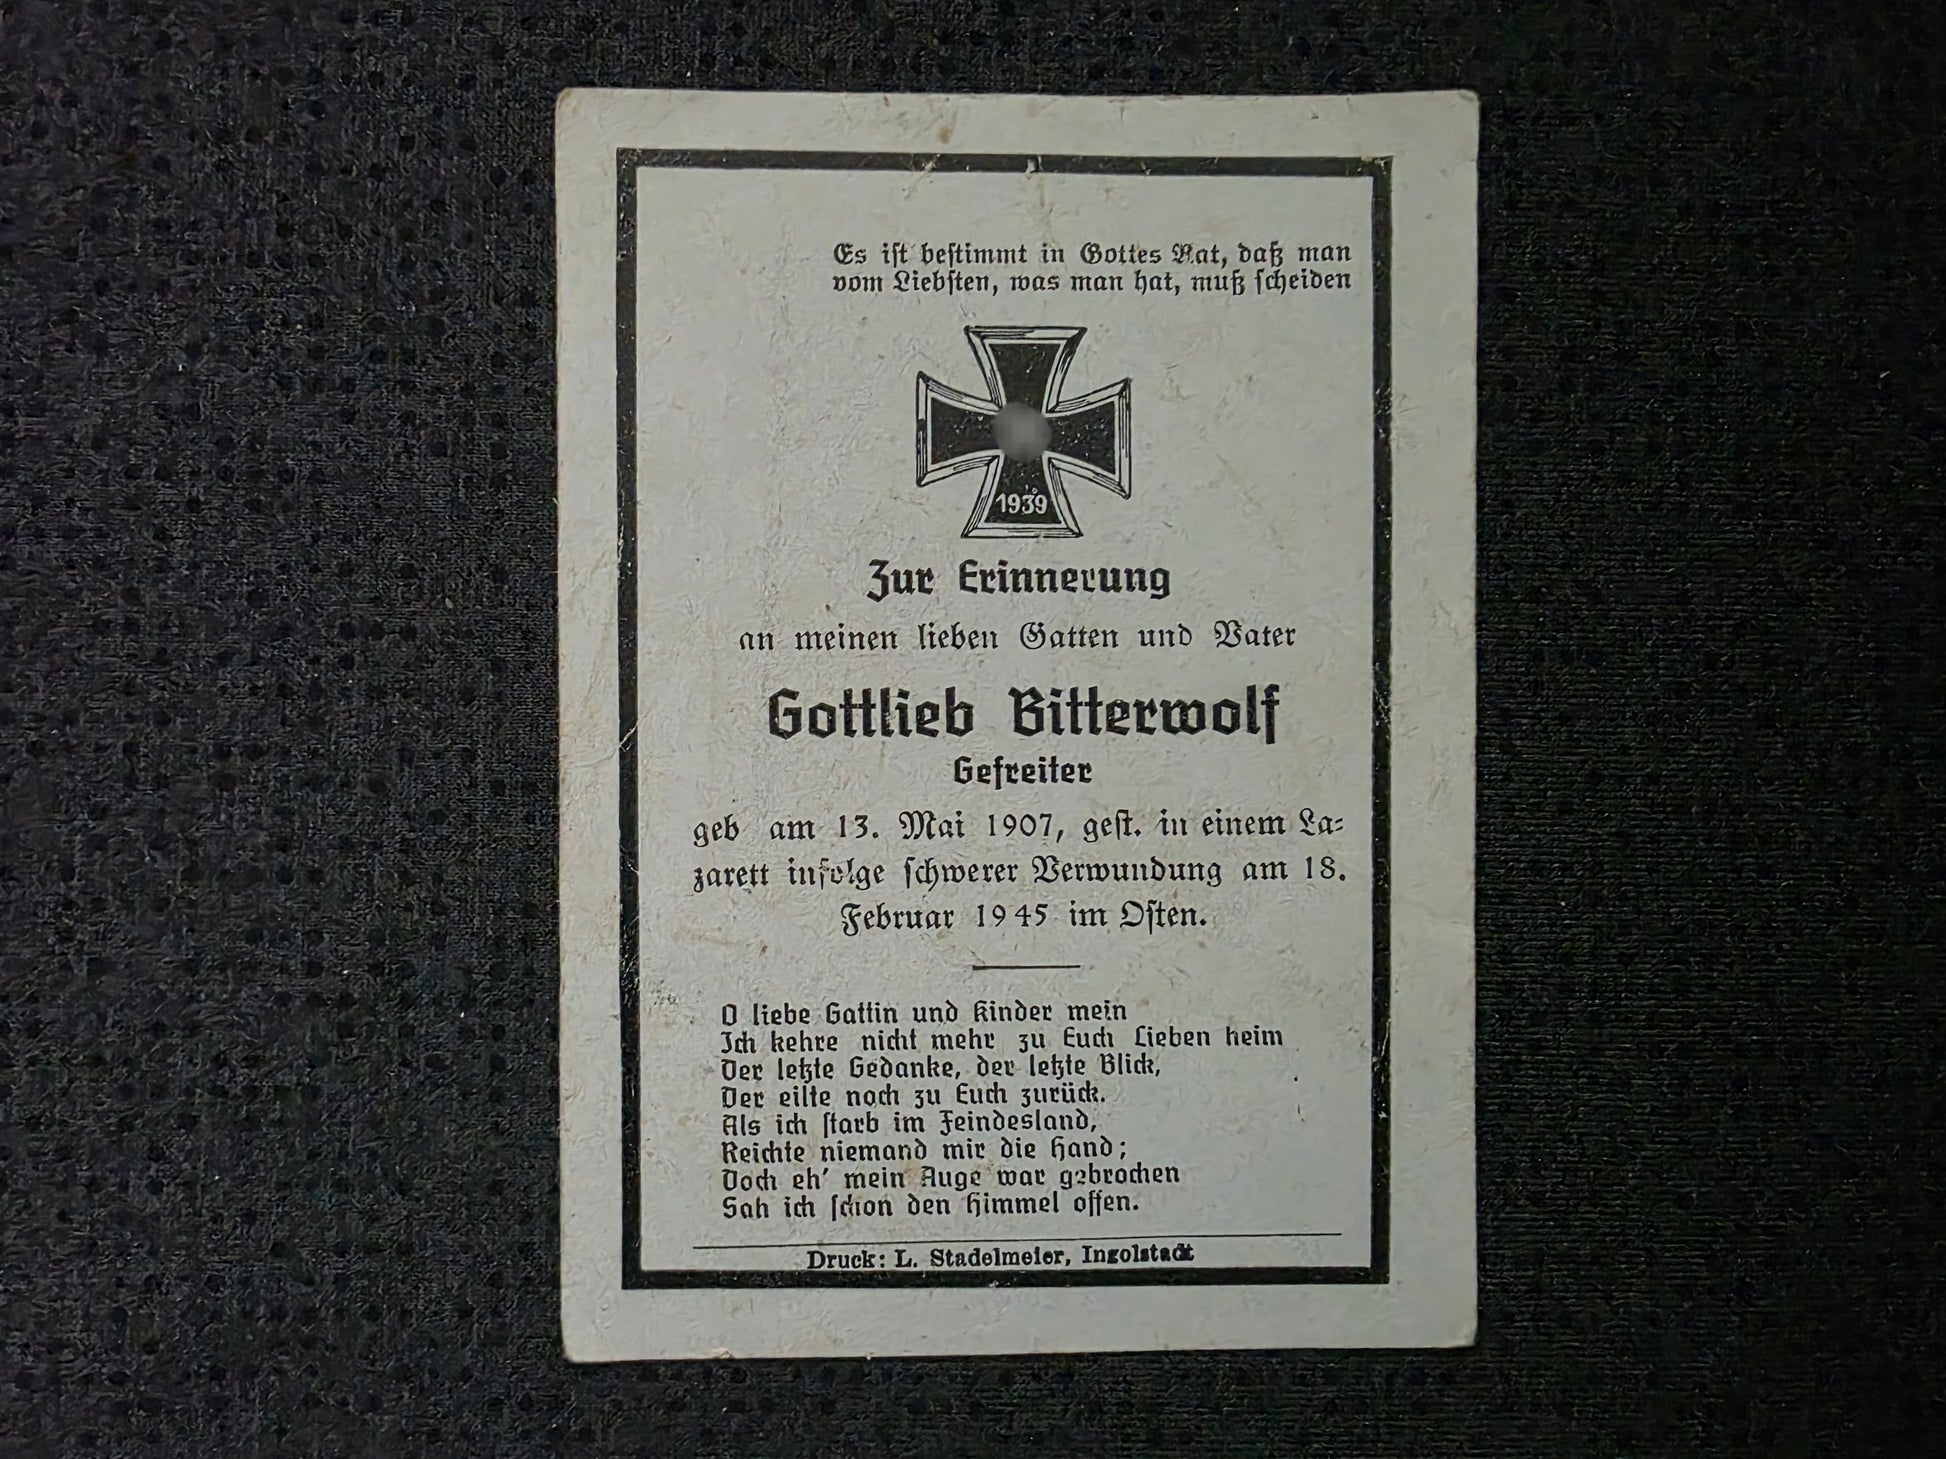 Es ist bestimmt in Gottes Rat, daß man
vom Liebsten, was man hat, muß scheiden
1939
Zur Erinnerung
an meinen lieben Gatten und Vater
Gottlieb Bitterwolf
Gefreiter
geb am 13. Mai 1907, gest. in einem La-
zarett infolge schwerer Verwundung am 18.
Februar 1945 im Osten.
O liebe Gattin und Kinder mein
Ich kehre nicht mehr zu Euch Lieben heim
Der letzte Gedanke, der letzte Blick,
Der eilte noch zu Euch zurück.
Als ich starb im Feindesland,
Reichte niemand mir die Hand;
Doch eh' mein Auge war gebrochen
Sah ich schon den Himmel offen.
Druck: L. Stadelmeier, Ingolstadt